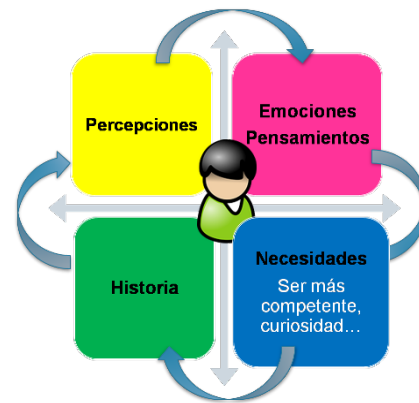 Percepciones
Emociones
Pensamientos
Historia
Necesidades
Ser más
competente,
curiosidad...